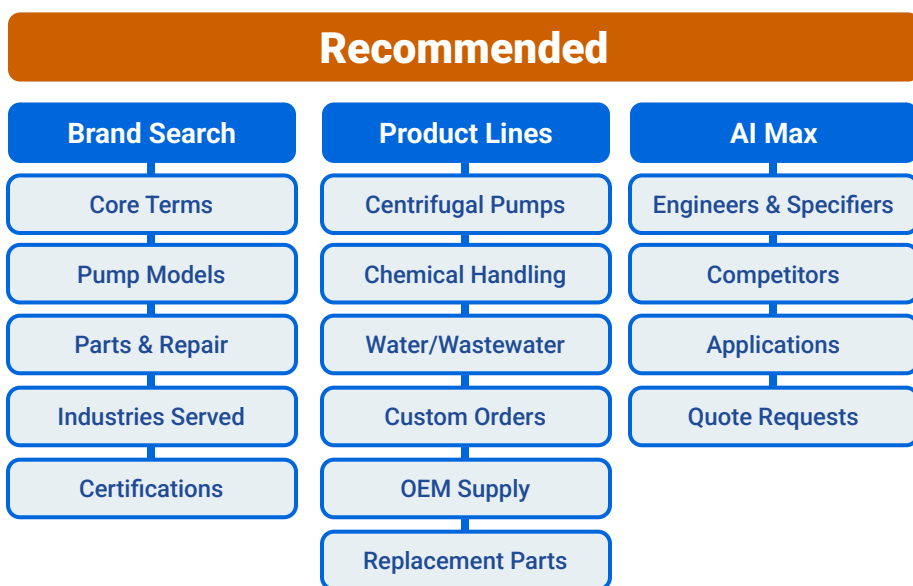 Recommended
Brand Search
Core Terms
Pump Models
Parts & Repair
Industries Served
Certifications
Product Lines
Centrifugal Pumps
Chemical Handling
Water/Wastewater
Custom Orders
OEM Supply
Replacement Parts
AI Max
Engineers & Specifiers
Competitors
Applications
Quote Requests